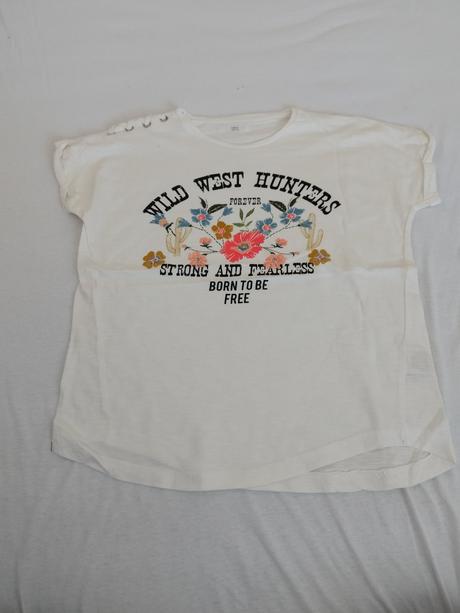 WILD WEST HUNTERS
FOREVER
STRONG AND FEARLESS
BORN TO BE
FREE